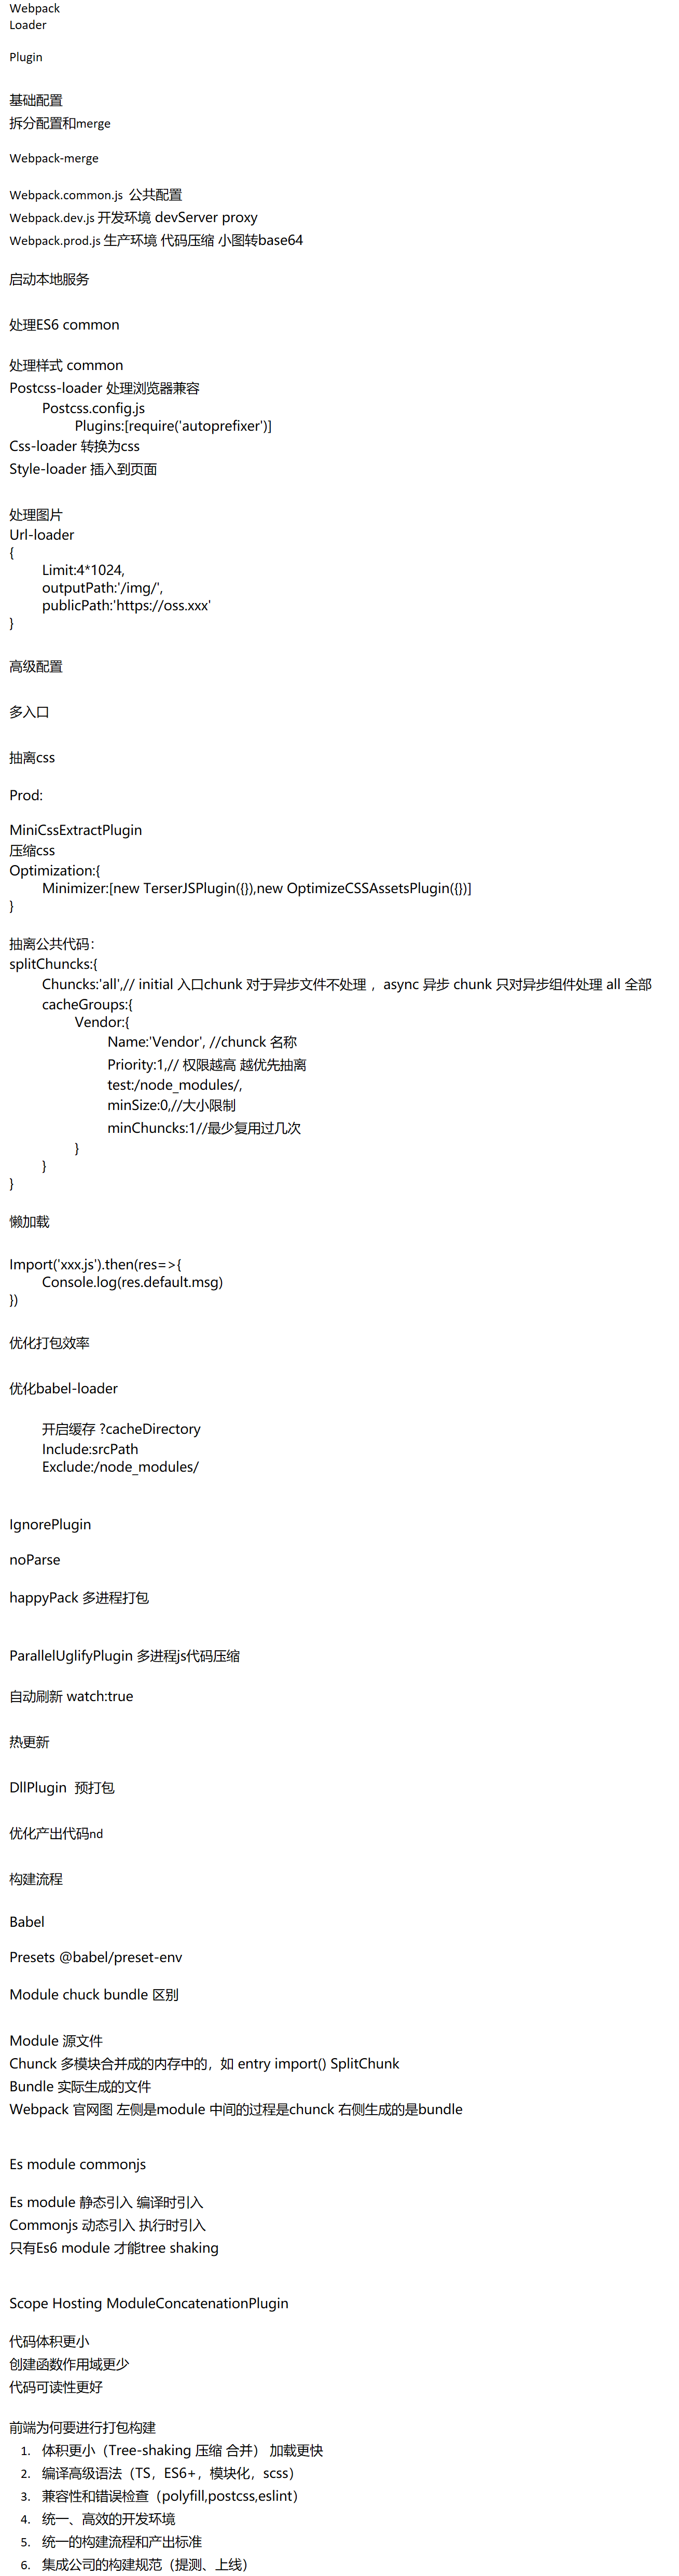 Webpack
Loader
Plugin
基础配置
拆分配置和merge
Webpack-merge
Webpack.common.js 公共配置
Webpack.dev.js 开发环境 devServer proxy
Webpack.prod.js 生产环境 代码压缩 小图转base64
启动本地服务
处理ES6 common
处理样式 common
Postcss-loader 处理浏览器兼容
Postcss.config.js
Plugins:[require('autoprefixer')]
Css-loader 转换为css
Style-loader 插入到页面
处理图片
Url-loader
{
Limit:4*1024,
outputPath:'/img/',
publicPath:'https://oss.xxx'
}
高级配置
多入口
抽离css
Prod:
MiniCssExtractPlugin
压缩css
Optimization:{
Minimizer:[new TerserJSPlugin({}),new OptimizeCSSAssetsPlugin({})]
}
抽离公共代码：
splitChuncks:{
Chuncks:'all',// initial 入口chunk 对于异步文件不处理 ，async 异步 chunk 只对异步组件处理 all 全部
cacheGroups:{
Vendor:{
Name:'Vendor', //chunck 名称
Priority:1,// 权限越高 越优先抽离
test:/node_modules/,
minSize:0,//大小限制
minChuncks:1//最少复用过几次
}
}
}
懒加载
Import('xxx.js').then(res=>{
Console.log(res.default.msg)
})
优化打包效率
优化babel-loader
开启缓存 ?cacheDirectory
Include:srcPath
Exclude:/node_modules/
IgnorePlugin
noParse
happyPack 多进程打包
ParallelUglifyPlugin 多进程js代码压缩
自动刷新 watch:true
热更新
DllPlugin 预打包
优化产出代码nd
构建流程
Babel
Presets @babel/preset-env
Module chuck bundle 区别
Module 源文件
Chunck 多模块合并成的内存中的，如 entry import() SplitChunk
Bundle 实际生成的文件
Webpack 官网图 左侧是module 中间的过程是chunck 右侧生成的是bundle
Es module commonjs
Es module 静态引入 编译时引入
Commonjs 动态引入 执行时引入
只有Es6 module 才能tree shaking
Scope Hosting ModuleConcatenationPlugin
代码体积更小
创建函数作用域更少
代码可读性更好
前端为何要进行打包构建
1. 体积更小（Tree-shaking 压缩 合并） 加载更快
2. 编译高级语法（TS，ES6+，模块化，scss）
3. 兼容性和错误检查（polyfill,postcss,eslint）
4. 统一、高效的开发环境
5. 统一的构建流程和产出标准
6. 集成公司的构建规范（提测、上线）